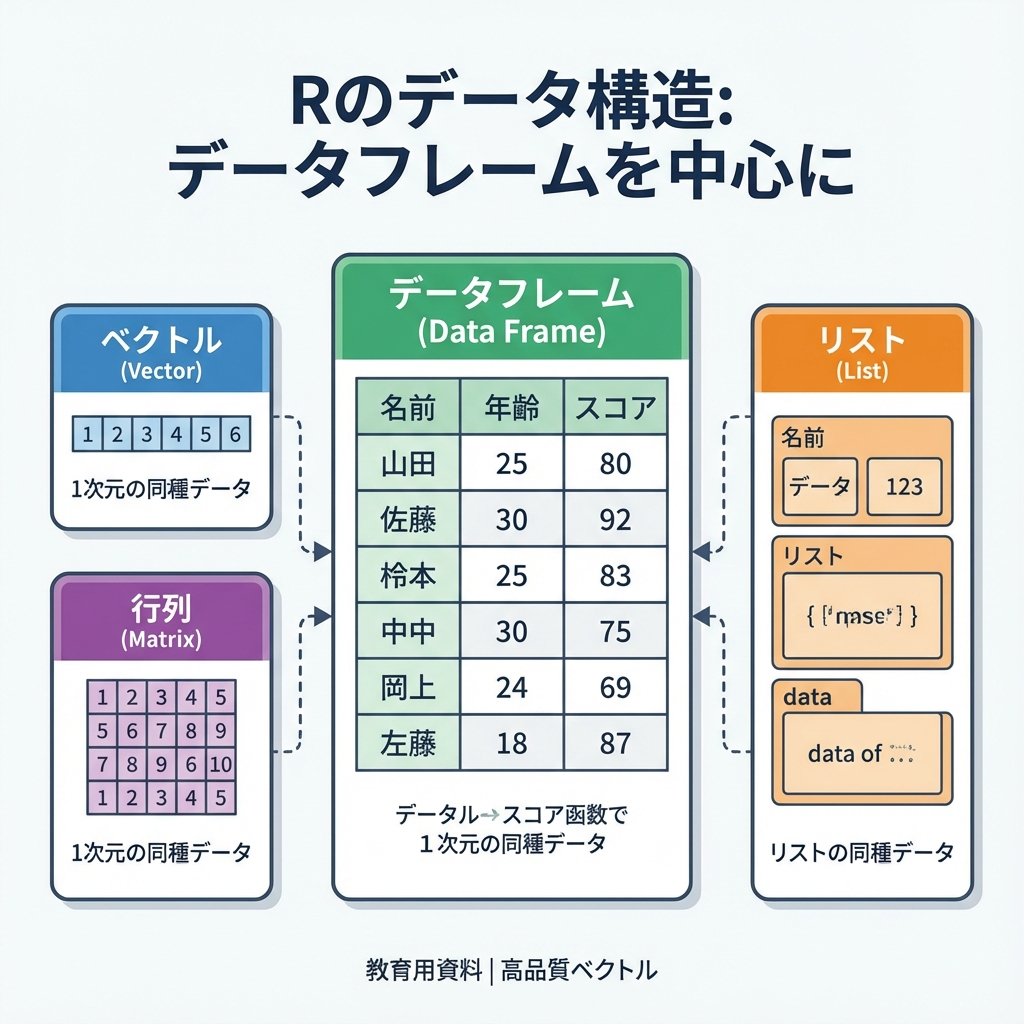 Rのデータ構造:
データフレームを中心に
ベクトル
(Vector)
1 2 3 4 5 6
1次元の同種データ
行列
(Matrix)
1 2 3 4 5
5 6 7 8 9
7 8 9 6 10
1 2 3 4 5
1次元の同種データ
データフレーム
(Data Frame)
名前 年齢 スコア
山田 25 80
佐藤 30 92
柃本 25 83
中中 30 75
岡上 24 69
左藤 18 87
データル→スコア函数で
1次元の同種データ
リスト
(List)
名前
データ 123
リスト
data
data of
リストの同種データ
教育用資料 | 高品質ベクトル